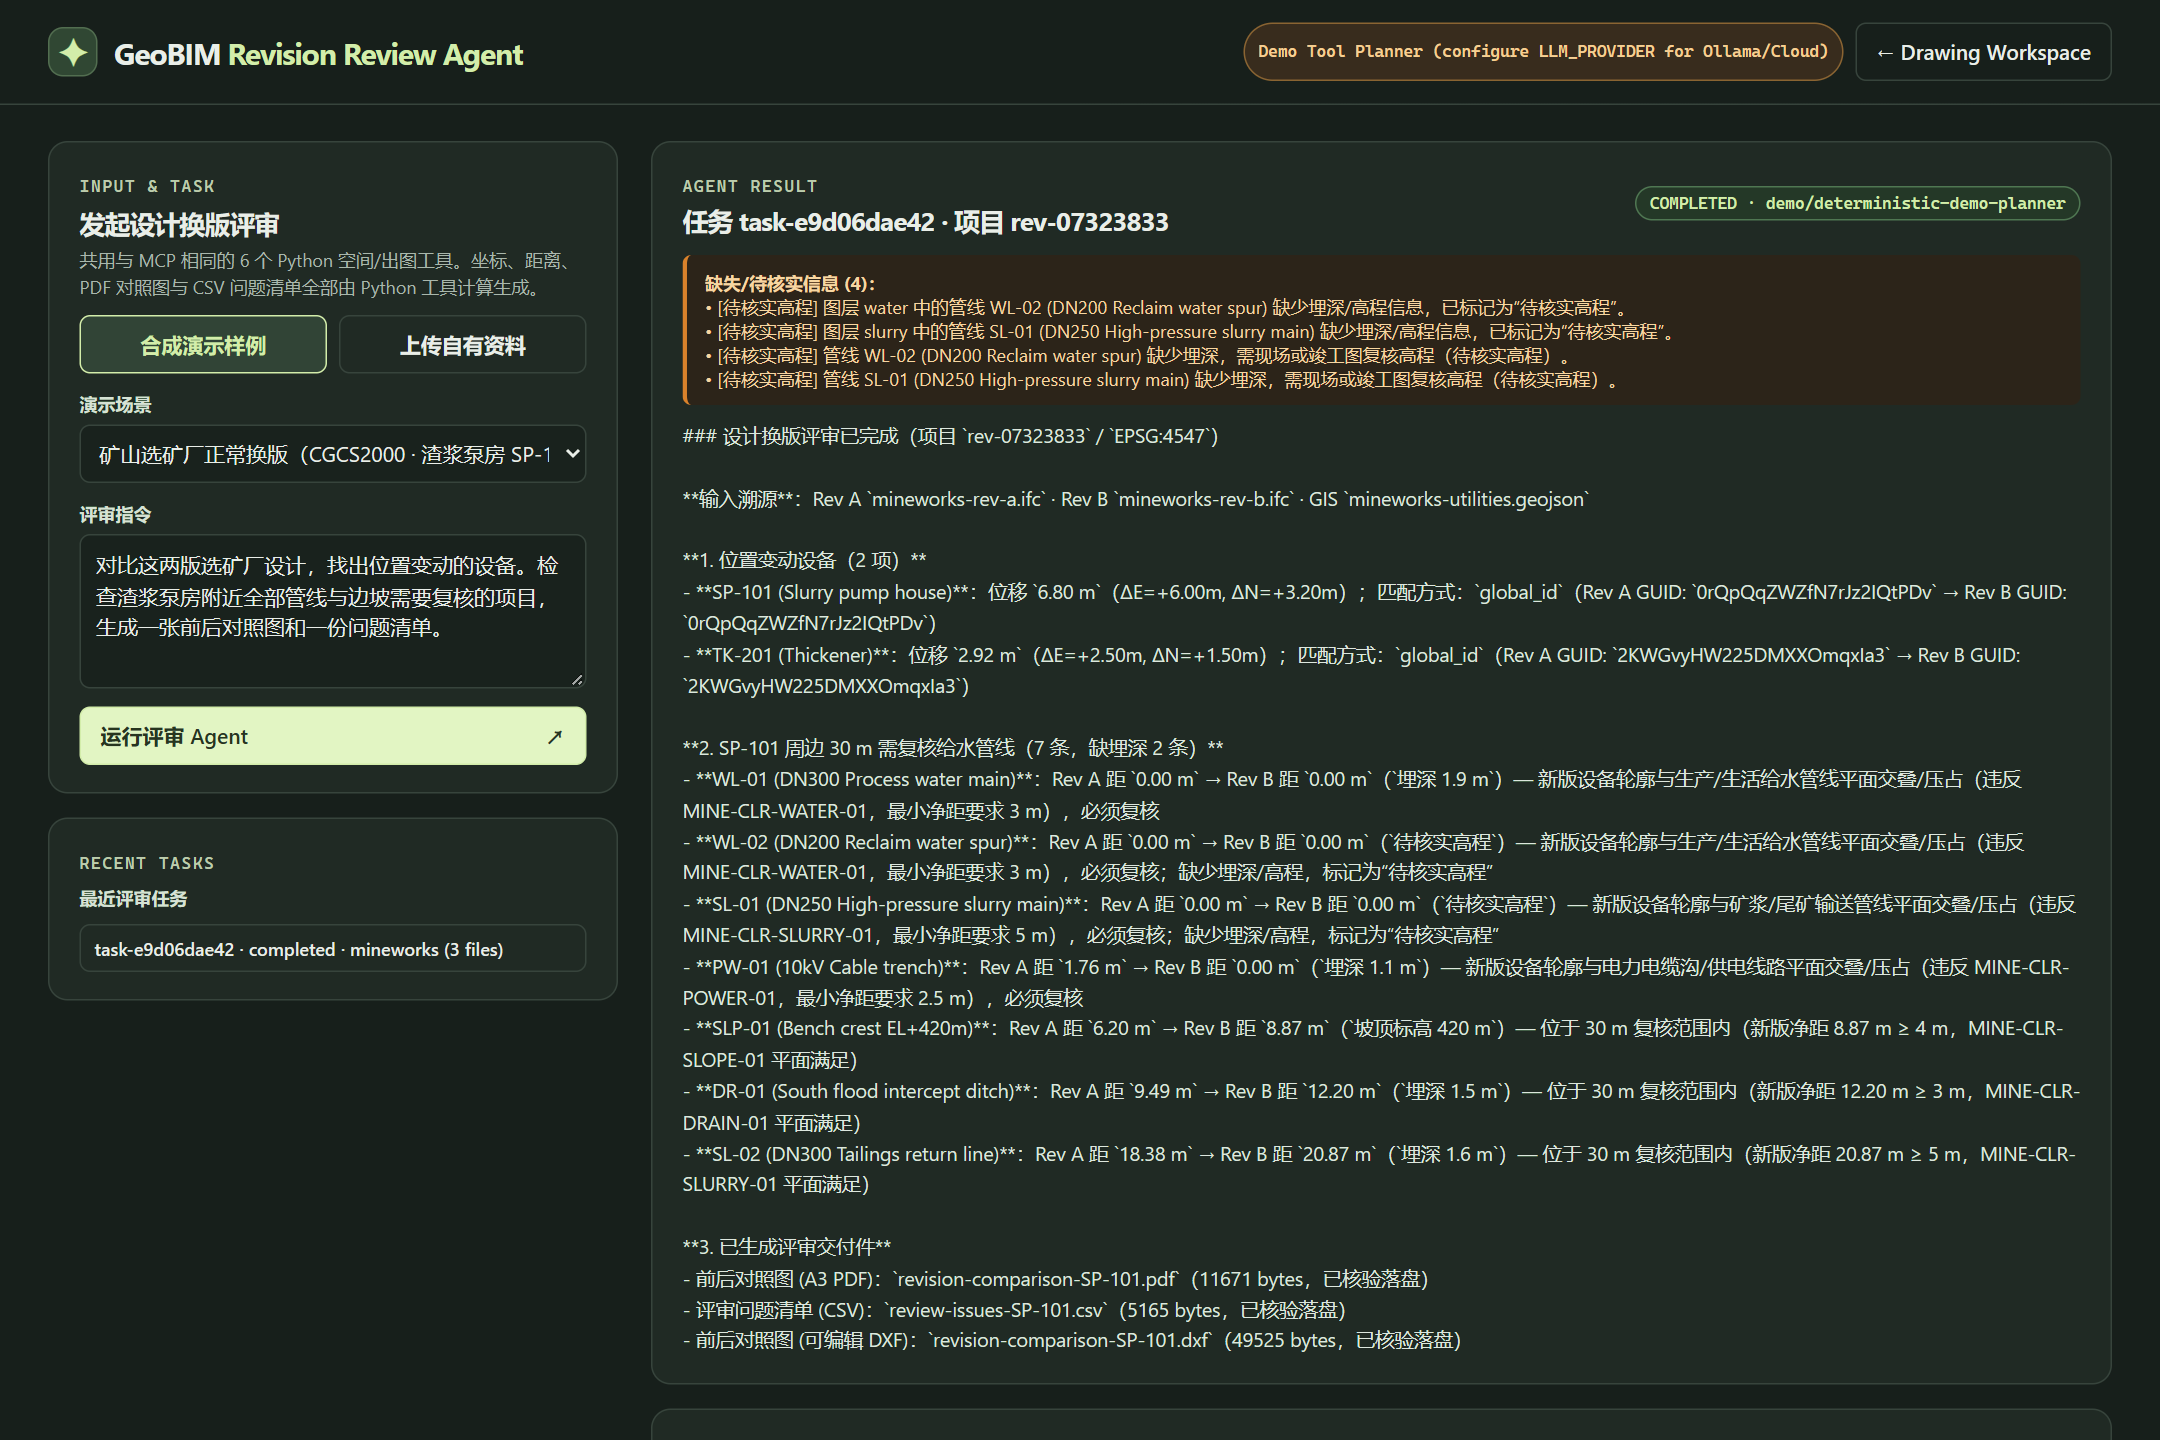 GeoBIM Revision Review Agent
Demo Tool Planner (configure LLM_PROVIDER for Ollama/Cloud)
← Drawing Workspace
INPUT & TASK
发起设计换版评审
共用与 MCP 相同的 6 个 Python 空间/出图工具。坐标、距离、
PDF 对照图与 CSV 问题清单全部由 Python 工具计算生成。
合成演示样例
上传自有资料
演示场景
矿山选矿厂正常换版（CGCS2000 · 渣浆泵房 SP-1
评审指令
对比这两版选矿厂设计，找出位置变动的设备。检
查渣浆泵房附近全部管线与边坡需要复核的项目，
生成一张前后对照图和一份问题清单。
运行评审 Agent ↗
RECENT TASKS
最近评审任务
task-e9d06dae42 · completed · mineworks (3 files)
AGENT RESULT
任务 task-e9d06dae42 · 项目 rev-07323833
COMPLETED · demo/deterministic-demo-planner
缺失/待核实信息 (4)：
• [待核实高程] 图层 water 中的管线 WL-02 (DN200 Reclaim water spur) 缺少埋深/高程信息，已标记为“待核实高程”。
• [待核实高程] 图层 slurry 中的管线 SL-01 (DN250 High-pressure slurry main) 缺少埋深/高程信息，已标记为“待核实高程”。
• [待核实高程] 管线 WL-02 (DN200 Reclaim water spur) 缺少埋深，需现场或竣工图复核高程（待核实高程）。
• [待核实高程] 管线 SL-01 (DN250 High-pressure slurry main) 缺少埋深，需现场或竣工图复核高程（待核实高程）。
### 设计换版评审已完成（项目 `rev-07323833` / `EPSG:4547`）
**输入溯源**：Rev A `mineworks-rev-a.ifc` · Rev B `mineworks-rev-b.ifc` · GIS `mineworks-utilities.geojson`
**1. 位置变动设备（2 项）**
- **SP-101 (Slurry pump house)**：位移 `6.80 m`（ΔE=+6.00m, ΔN=+3.20m）；匹配方式：`global_id`（Rev A GUID: `0rQpQqZWZfN7rJz2IQtPDv` → Rev B GUID:
`0rQpQqZWZfN7rJz2IQtPDv`）
- **TK-201 (Thickener)**：位移 `2.92 m`（ΔE=+2.50m, ΔN=+1.50m）；匹配方式：`global_id`（Rev A GUID: `2KWGvyHW225DMXXOmqxIa3` → Rev B GUID:
`2KWGvyHW225DMXXOmqxIa3`）
**2. SP-101 周边 30 m 需复核给水管线（7 条，缺埋深 2 条）**
- **WL-01 (DN300 Process water main)**：Rev A 距 `0.00 m` → Rev B 距 `0.00 m`（`埋深 1.9 m`）— 新版设备轮廓与生产/生活给水管线平面交叠/压占（违反
MINE-CLR-WATER-01，最小净距要求 3 m），必须复核
- **WL-02 (DN200 Reclaim water spur)**：Rev A 距 `0.00 m` → Rev B 距 `0.00 m`（`待核实高程`）— 新版设备轮廓与生产/生活给水管线平面交叠/压占（违反
MINE-CLR-WATER-01，最小净距要求 3 m），必须复核；缺少埋深/高程，标记为“待核实高程”
- **SL-01 (DN250 High-pressure slurry main)**：Rev A 距 `0.00 m` → Rev B 距 `0.00 m`（`待核实高程`）— 新版设备轮廓与矿浆/尾矿输送管线平面交叠/压占（违反
MINE-CLR-SLURRY-01，最小净距要求 5 m），必须复核；缺少埋深/高程，标记为“待核实高程”
- **PW-01 (10kV Cable trench)**：Rev A 距 `1.76 m` → Rev B 距 `0.00 m`（`埋深 1.1 m`）— 新版设备轮廓与电力电缆沟/供电线路平面交叠/压占（违反 MINE-CLR-
POWER-01，最小净距要求 2.5 m），必须复核
- **SLP-01 (Bench crest EL+420m)**：Rev A 距 `6.20 m` → Rev B 距 `8.87 m`（`坡顶标高 420 m`）— 位于 30 m 复核范围内（新版净距 8.87 m ≥ 4 m，MINE-CLR-
SLOPE-01 平面满足）
- **DR-01 (South flood intercept ditch)**：Rev A 距 `9.49 m` → Rev B 距 `12.20 m`（`埋深 1.5 m`）— 位于 30 m 复核范围内（新版净距 12.20 m ≥ 3 m，MINE-CLR-
DRAIN-01 平面满足）
- **SL-02 (DN300 Tailings return line)**：Rev A 距 `18.38 m` → Rev B 距 `20.87 m`（`埋深 1.6 m`）— 位于 30 m 复核范围内（新版净距 20.87 m ≥ 5 m，MINE-CLR-
SLURRY-01 平面满足）
**3. 已生成评审交付件**
- 前后对照图 (A3 PDF)：`revision-comparison-SP-101.pdf`（11671 bytes，已核验落盘）
- 评审问题清单 (CSV)：`review-issues-SP-101.csv`（5165 bytes，已核验落盘）
- 前后对照图 (可编辑 DXF)：`revision-comparison-SP-101.dxf`（49525 bytes，已核验落盘）